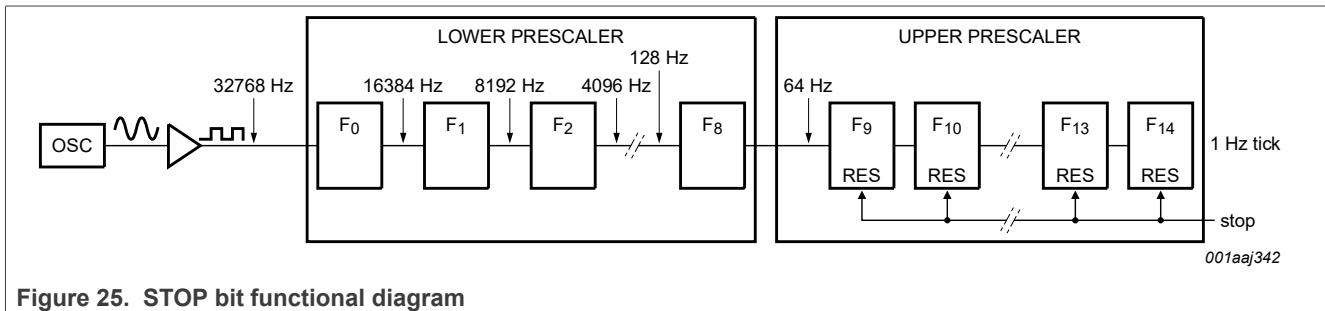 LOWER PRESCALER
UPPER PRESCALER
128 Hz
32768 Hz
16384 Hz
8192 Hz
4096 Hz
64 Hz
OSC
F0
F1
F2
F8
F9
F10
F13
F14
1 Hz tick
RES
RES
RES
RES
stop
001aaj342
Figure 25. STOP bit functional diagram